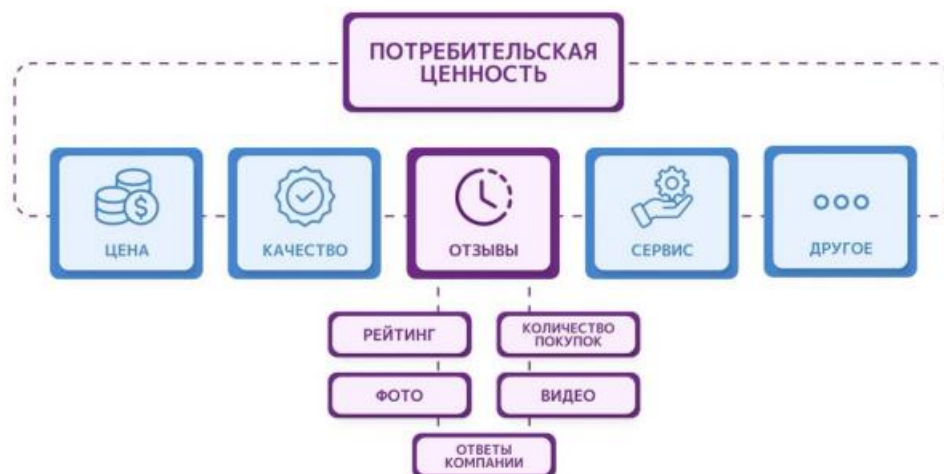 ПОТРЕБИТЕЛЬСКАЯ
ЦЕННОСТЬ
$
ЦЕНА
КАЧЕСТВО
ОТЗЫВЫ
СЕРВИС
ДРУГОЕ
РЕЙТИНГ
КОЛИЧЕСТВО
ПОКУПОК
ФОТО
ВИДЕО
ОТВЕТЫ
КОМПАНИИ